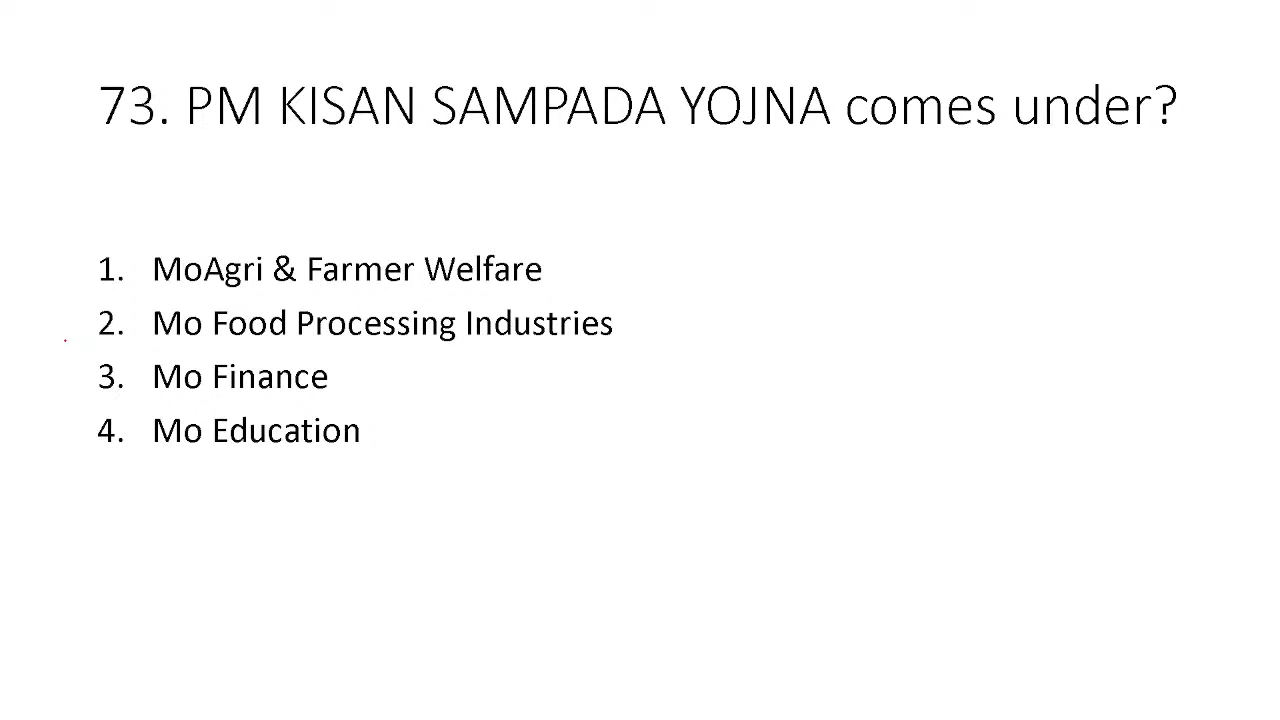 73. PM KISAN SAMPADA YOJNA comes under?
1. MoAgri & Farmer Welfare
2. Mo Food Processing Industries
3. Mo Finance
4. Mo Education